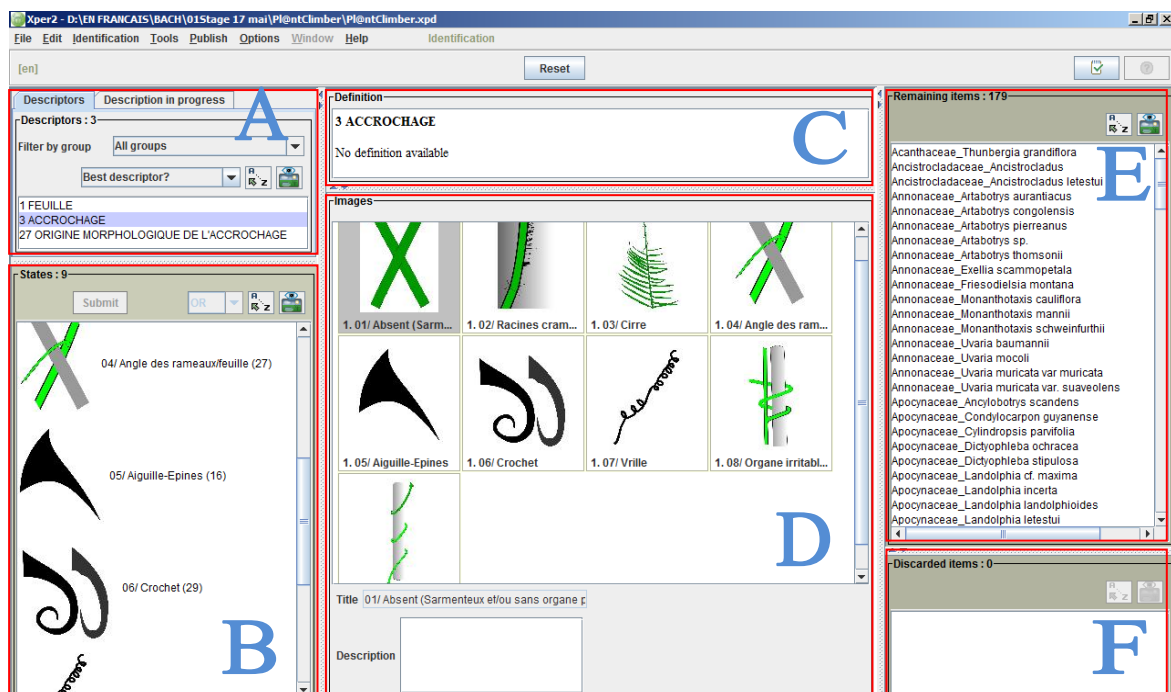 Xper2 - D:\EN FRANCAIS\BACH\01Stage 17 mai\Pl@ntClimber\Pl@ntClimber.xpd
File Edit Identification Tools Publish Options Window Help Identification
[en] Reset
A
Descriptors Description in progress
Descriptors : 3
Filter by group All groups
Best descriptor? A Z
1 FEUILLE
3 ACCROCHAGE
27 ORIGINE MORPHOLOGIQUE DE L'ACCROCHAGE
B
States : 9
Submit OR A Z
04/ Angle des rameaux/feuille (27)
05/ Aiguille-Epines (16)
06/ Crochet (29)
C
Definition
3 ACCROCHAGE
No definition available
D
Images
1. 01/ Absent (Sarm... 1. 02/ Racines cram... 1. 03/ Cirre 1. 04/ Angle des ram...
1. 05/ Aiguille-Epines 1. 06/ Crochet 1. 07/ Vrille 1. 08/ Organe irritabl...
Title 01/ Absent (Sarmenteux et/ou sans organe p
Description
E
Remaining items : 179
A Z
Acanthaceae_Thunbergia grandiflora
Ancistrocladaceae_Ancistrocladus
Ancistrocladaceae_Ancistrocladus letestui
Annonaceae_Artabotrys aurantiacus
Annonaceae_Artabotrys congolensis
Annonaceae_Artabotrys pierreanus
Annonaceae_Artabotrys sp.
Annonaceae_Artabotrys thomsonii
Annonaceae_Exellia scammopetala
Annonaceae_Friesodielsia montana
Annonaceae_Monanthotaxis cauliflora
Annonaceae_Monanthotaxis mannii
Annonaceae_Monanthotaxis schweinfurthii
Annonaceae_Uvaria baumannii
Annonaceae_Uvaria mocoli
Annonaceae_Uvaria muricata var muricata
Annonaceae_Uvaria muricata var. suaveolens
Apocynaceae_Ancylobotrys scandens
Apocynaceae_Condylocarpon guyanense
Apocynaceae_Cylindropsis parvifolia
Apocynaceae_Dictyophleba ochracea
Apocynaceae_Dictyophleba stipulosa
Apocynaceae_Landolphia cf. maxima
Apocynaceae_Landolphia incerta
Apocynaceae_Landolphia landolphioides
Apocynaceae_Landolphia letestui
F
Discarded items : 0
A Z